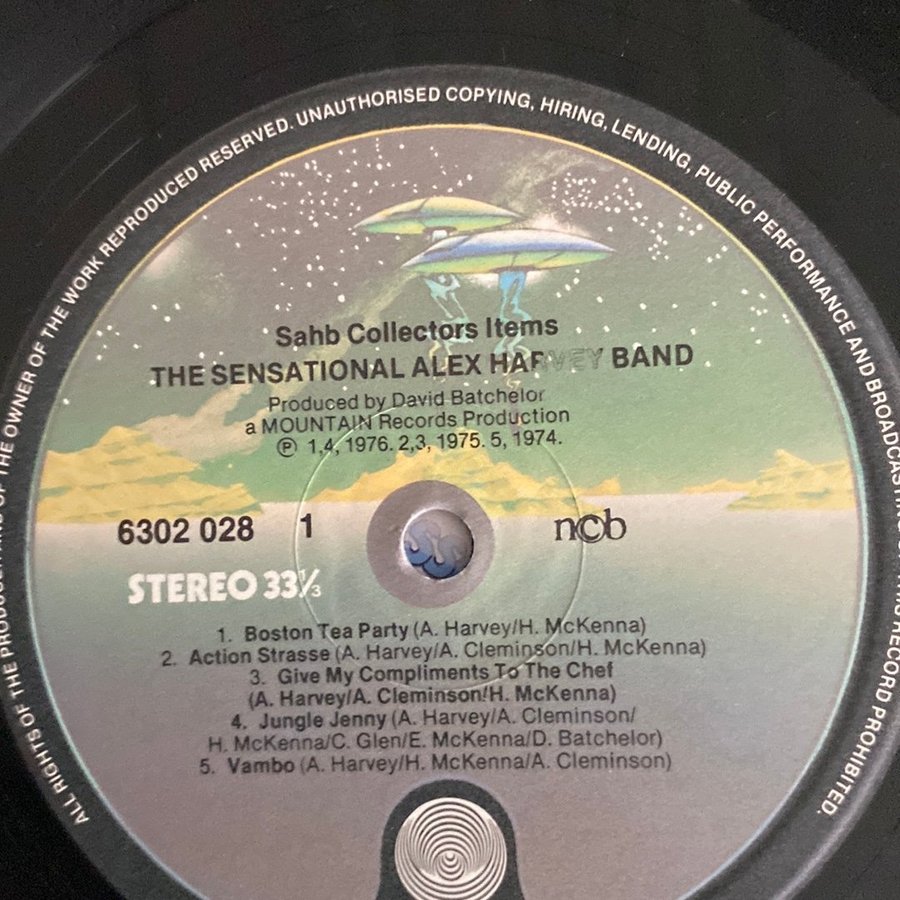 ALL RIGHTS OF THE PRODUCER AND OF THE OWNER OF THE WORK REPRODUCED RESERVED. UNAUTHORISED COPYING, HIRING, LENDING, PUBLIC PERFORMANCE AND BROADCASTING OF THIS RECORD PROHIBITED.
Sahb Collectors Items
THE SENSATIONAL ALEX HARVEY BAND
Produced by David Batchelor
a MOUNTAIN Records Production
Ⓟ 1,4, 1976. 2,3, 1975. 5, 1974.
6302 028 1 ncb
STEREO 33⅓
1. Boston Tea Party (A. Harvey/H. McKenna)
2. Action Strasse (A. Harvey/A. Cleminson/H. McKenna)
3. Give My Compliments To The Chef
(A. Harvey/A. Cleminson/H. McKenna)
4. Jungle Jenny (A. Harvey/A. Cleminson/
H. McKenna/C. Glen/E. McKenna/D. Batchelor)
5. Vambo (A. Harvey/H. McKenna/A. Cleminson)